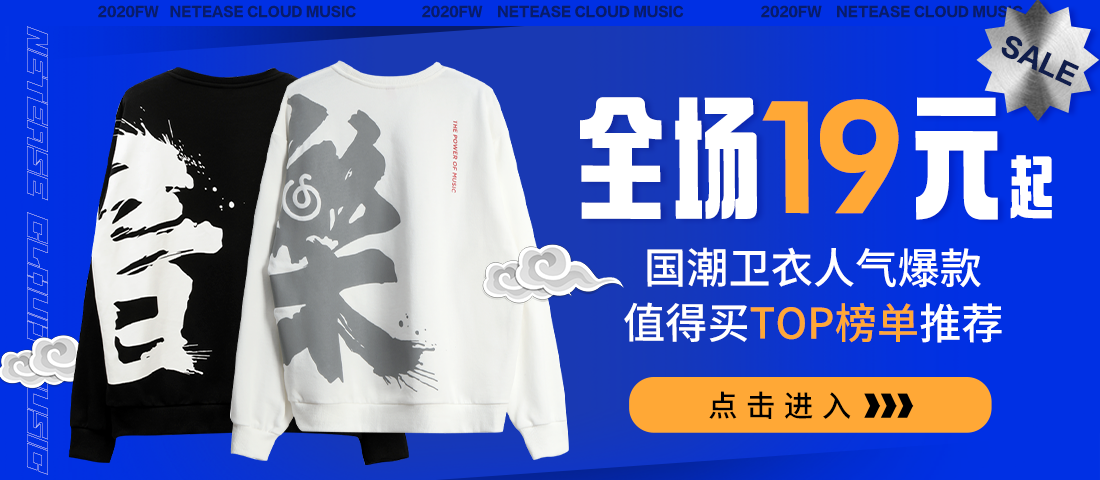 2020FW NETEASE CLOUD MUSIC 2020FW NETEASE CLOUD MUSIC 2020FW NETEASE CLOUD MUSIC
SALE
NETEASE CLOUD MUSIC
音
樂
THE POWER OF MUSIC
全场19元起
国潮卫衣人气爆款
值得买TOP榜单推荐
点击进入